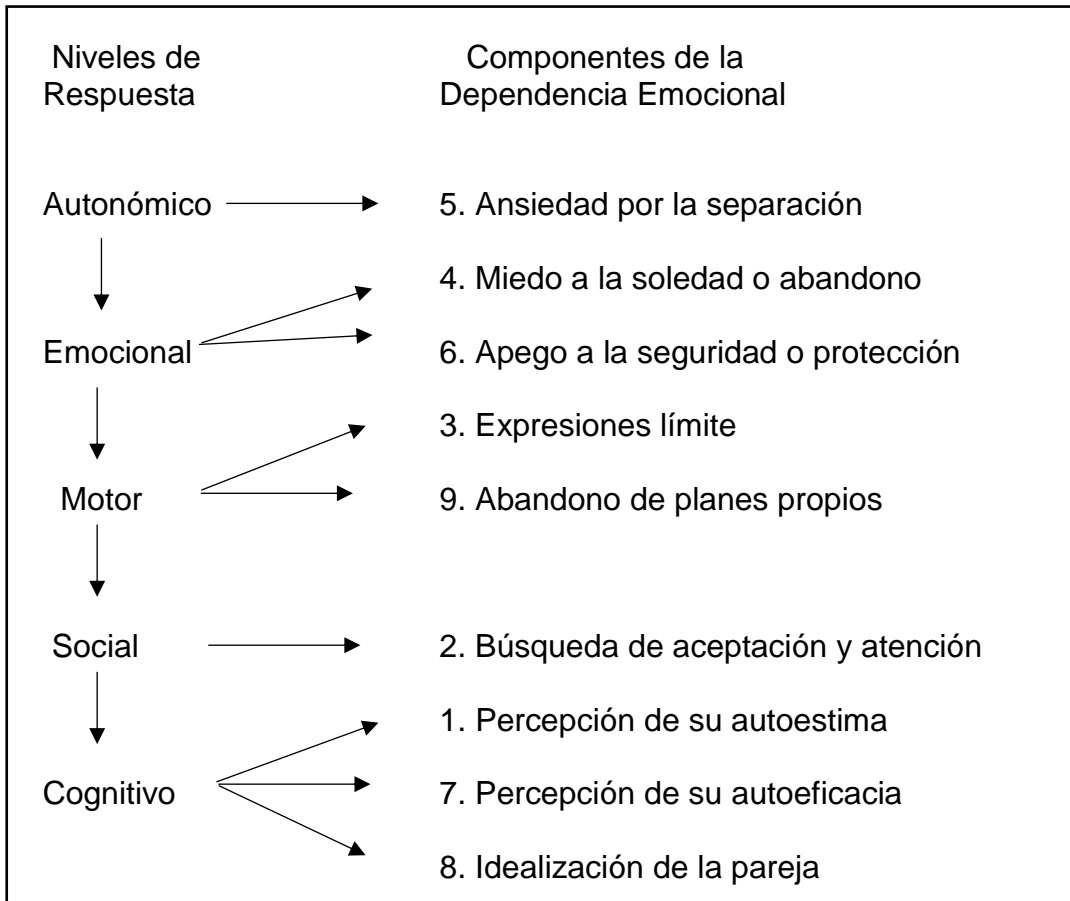 Niveles de
Respuesta
Componentes de la
Dependencia Emocional
Autonómico
5. Ansiedad por la separación
4. Miedo a la soledad o abandono
Emocional
6. Apego a la seguridad o protección
3. Expresiones límite
Motor
9. Abandono de planes propios
Social
2. Búsqueda de aceptación y atención
1. Percepción de su autoestima
Cognitivo
7. Percepción de su autoeficacia
8. Idealización de la pareja